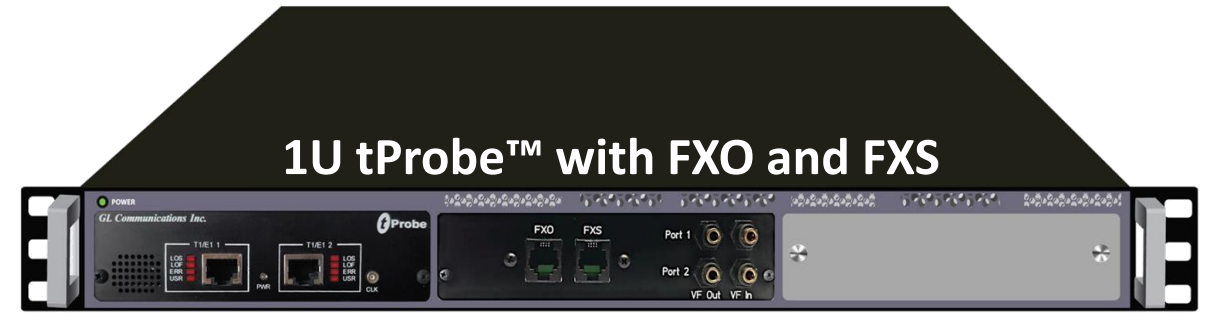 1U tProbe™ with FXO and FXS
POWER
GL Communications Inc.
tProbe
T1/E1 1
T1/E1 2
LOS
LOF
ERR
USR
LOS
LOF
ERR
USR
PWR
CLK
FXO
FXS
Port 1
Port 2
VF Out
VF In